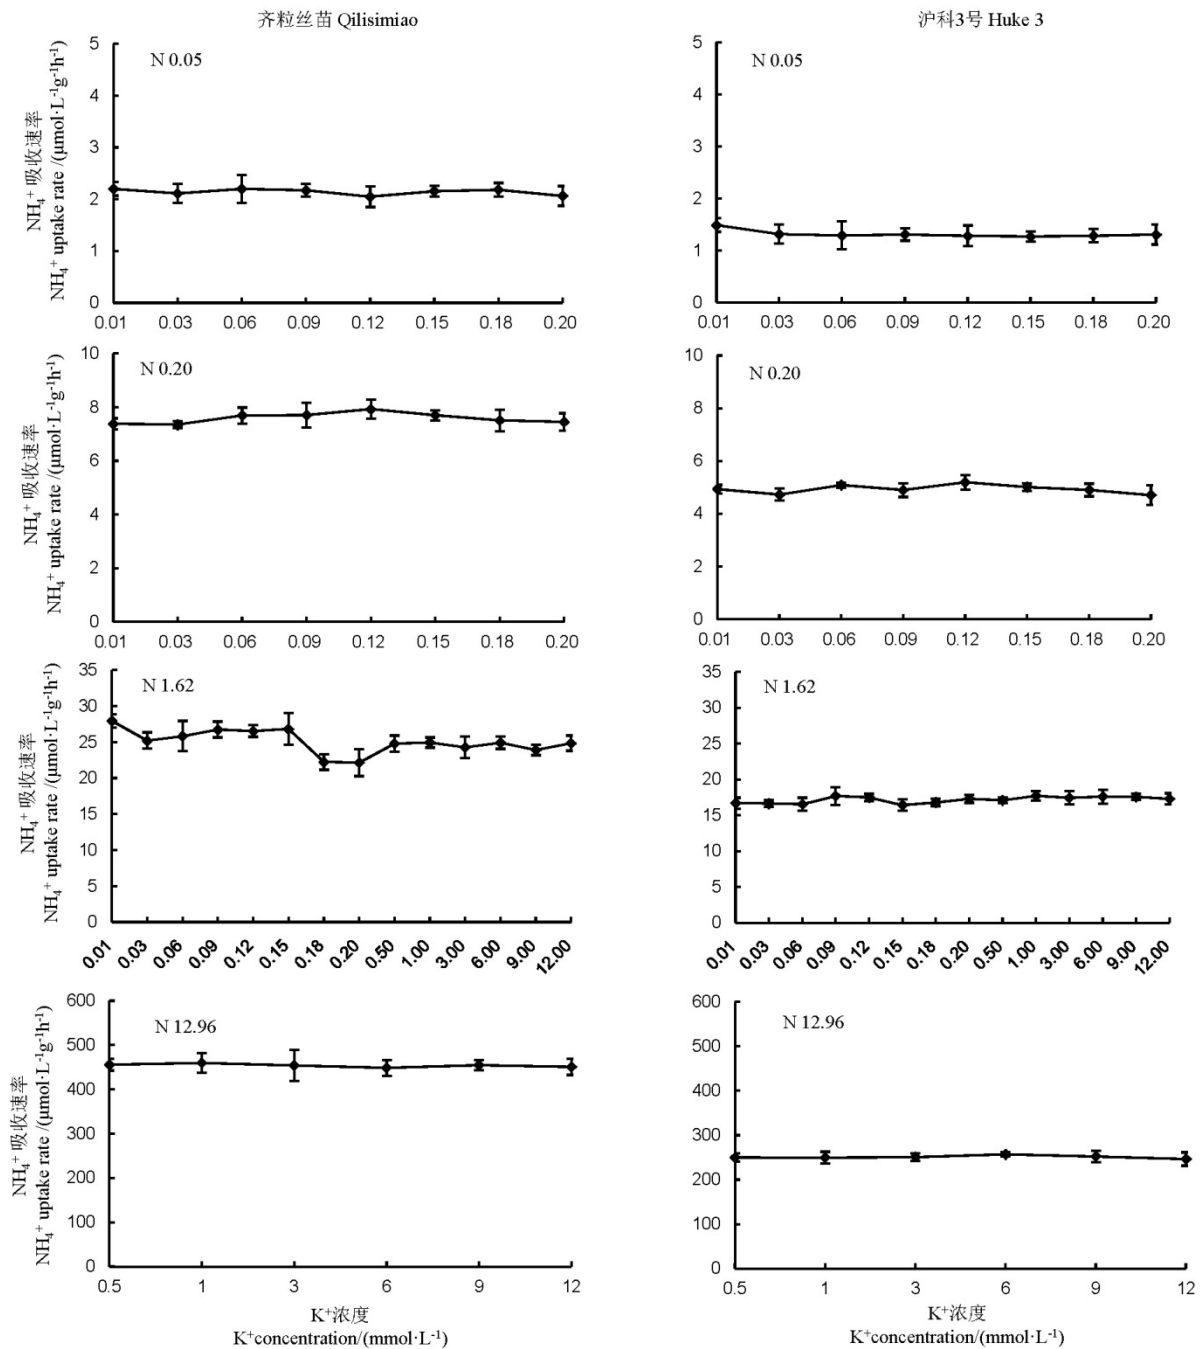 齐粒丝苗 Qilisimiao
沪科3号 Huke 3
NH₄⁺ 吸收速率
NH₄⁺ uptake rate /(μmol·L⁻¹g⁻¹h⁻¹)
N 0.05
5
4
3
2
1
0
0.01 0.03 0.06 0.09 0.12 0.15 0.18 0.20
N 0.05
5
4
3
2
1
0
0.01 0.03 0.06 0.09 0.12 0.15 0.18 0.20
NH₄⁺ 吸收速率
NH₄⁺ uptake rate /(μmol·L⁻¹g⁻¹h⁻¹)
N 0.20
10
8
6
4
2
0
0.01 0.03 0.06 0.09 0.12 0.15 0.18 0.20
N 0.20
10
8
6
4
2
0
0.01 0.03 0.06 0.09 0.12 0.15 0.18 0.20
NH₄⁺ 吸收速率
NH₄⁺ uptake rate /(μmol·L⁻¹g⁻¹h⁻¹)
N 1.62
35
30
25
20
15
10
5
0
0.01 0.03 0.06 0.09 0.12 0.15 0.18 0.20 0.50 1.00 3.00 6.00 9.00 12.00
N 1.62
35
30
25
20
15
10
5
0
0.01 0.03 0.06 0.09 0.12 0.15 0.18 0.20 0.50 1.00 3.00 6.00 9.00 12.00
NH₄⁺ 吸收速率
NH₄⁺ uptake rate /(μmol·L⁻¹g⁻¹h⁻¹)
N 12.96
600
500
400
300
200
100
0
0.5 1 3 6 9 12
K⁺浓度
K⁺concentration/(mmol·L⁻¹)
N 12.96
600
500
400
300
200
100
0
0.5 1 3 6 9 12
K⁺浓度
K⁺concentration/(mmol·L⁻¹)